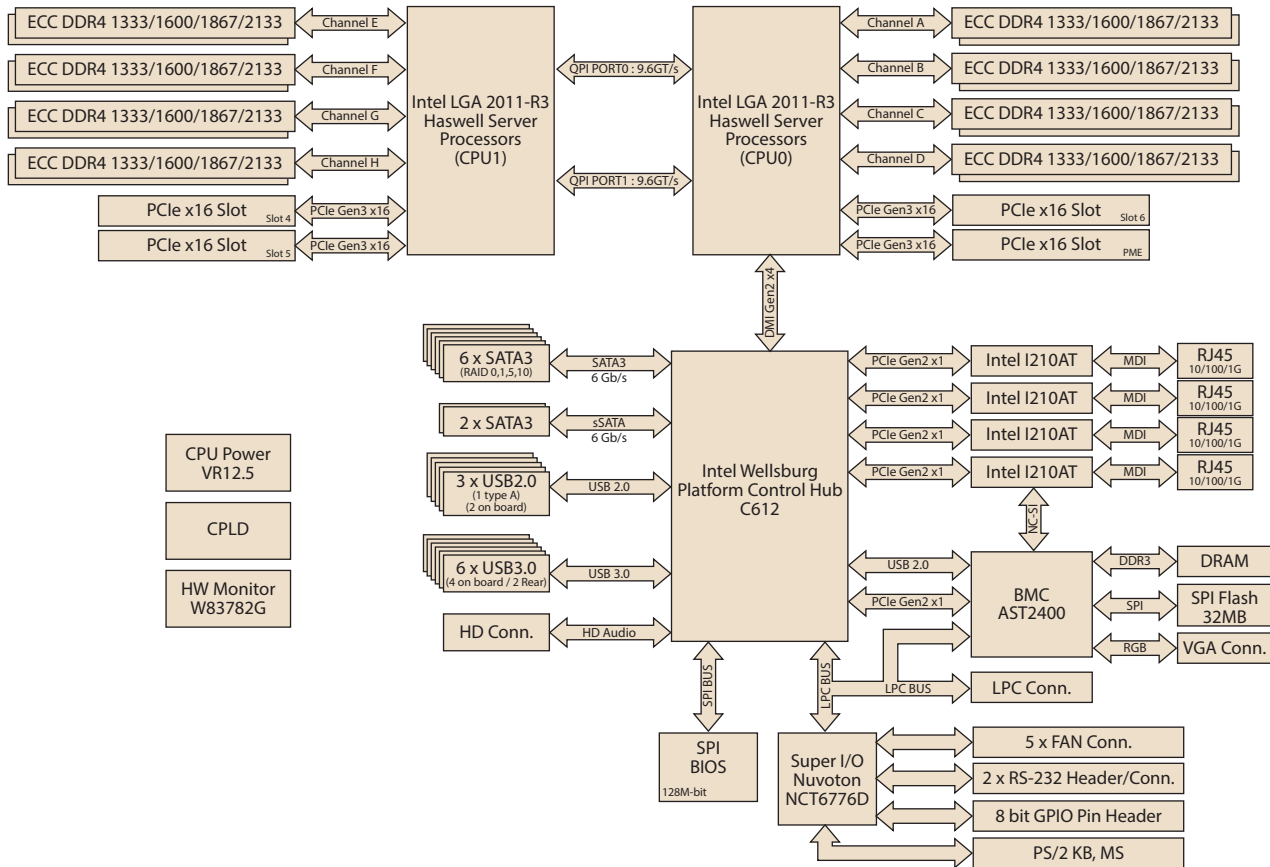 ECC DDR4 1333/1600/1867/2133
Channel E
ECC DDR4 1333/1600/1867/2133
Channel F
ECC DDR4 1333/1600/1867/2133
Channel G
ECC DDR4 1333/1600/1867/2133
Channel H
PCIe x16 Slot
Slot 4
PCIe Gen3 x16
PCIe x16 Slot
Slot 5
PCIe Gen3 x16
Intel LGA 2011-R3
Haswell Server
Processors
(CPU1)
QPI PORT0 : 9.6GT/s
QPI PORT1 : 9.6GT/s
Intel LGA 2011-R3
Haswell Server
Processors
(CPU0)
Channel A
ECC DDR4 1333/1600/1867/2133
Channel B
ECC DDR4 1333/1600/1867/2133
Channel C
ECC DDR4 1333/1600/1867/2133
Channel D
ECC DDR4 1333/1600/1867/2133
PCIe Gen3 x16
PCIe x16 Slot
Slot 6
PCIe Gen3 x16
PCIe x16 Slot
PME
DMI Gen2 x4
6 x SATA3
(RAID 0,1,5,10)
SATA3
6 Gb/s
2 x SATA3
sSATA
6 Gb/s
3 x USB2.0
(1 type A)
(2 on board)
USB 2.0
6 x USB3.0
(4 on board / 2 Rear)
USB 3.0
HD Conn.
HD Audio
CPU Power
VR12.5
CPLD
HW Monitor
W83782G
Intel Wellsburg
Platform Control Hub
C612
PCIe Gen2 x1
Intel I210AT
MDI
RJ45
10/100/1G
PCIe Gen2 x1
Intel I210AT
MDI
RJ45
10/100/1G
PCIe Gen2 x1
Intel I210AT
MDI
RJ45
10/100/1G
PCIe Gen2 x1
Intel I210AT
MDI
RJ45
10/100/1G
NC-Si
USB 2.0
PCIe Gen2 x1
BMC
AST2400
DDR3
DRAM
SPI
SPI Flash
32MB
RGB
VGA Conn.
SPI BUS
LPC BUS
LPC BUS
LPC Conn.
SPI
BIOS
128M-bit
Super I/O
Nuvoton
NCT6776D
5 x FAN Conn.
2 x RS-232 Header/Conn.
8 bit GPIO Pin Header
PS/2 KB, MS